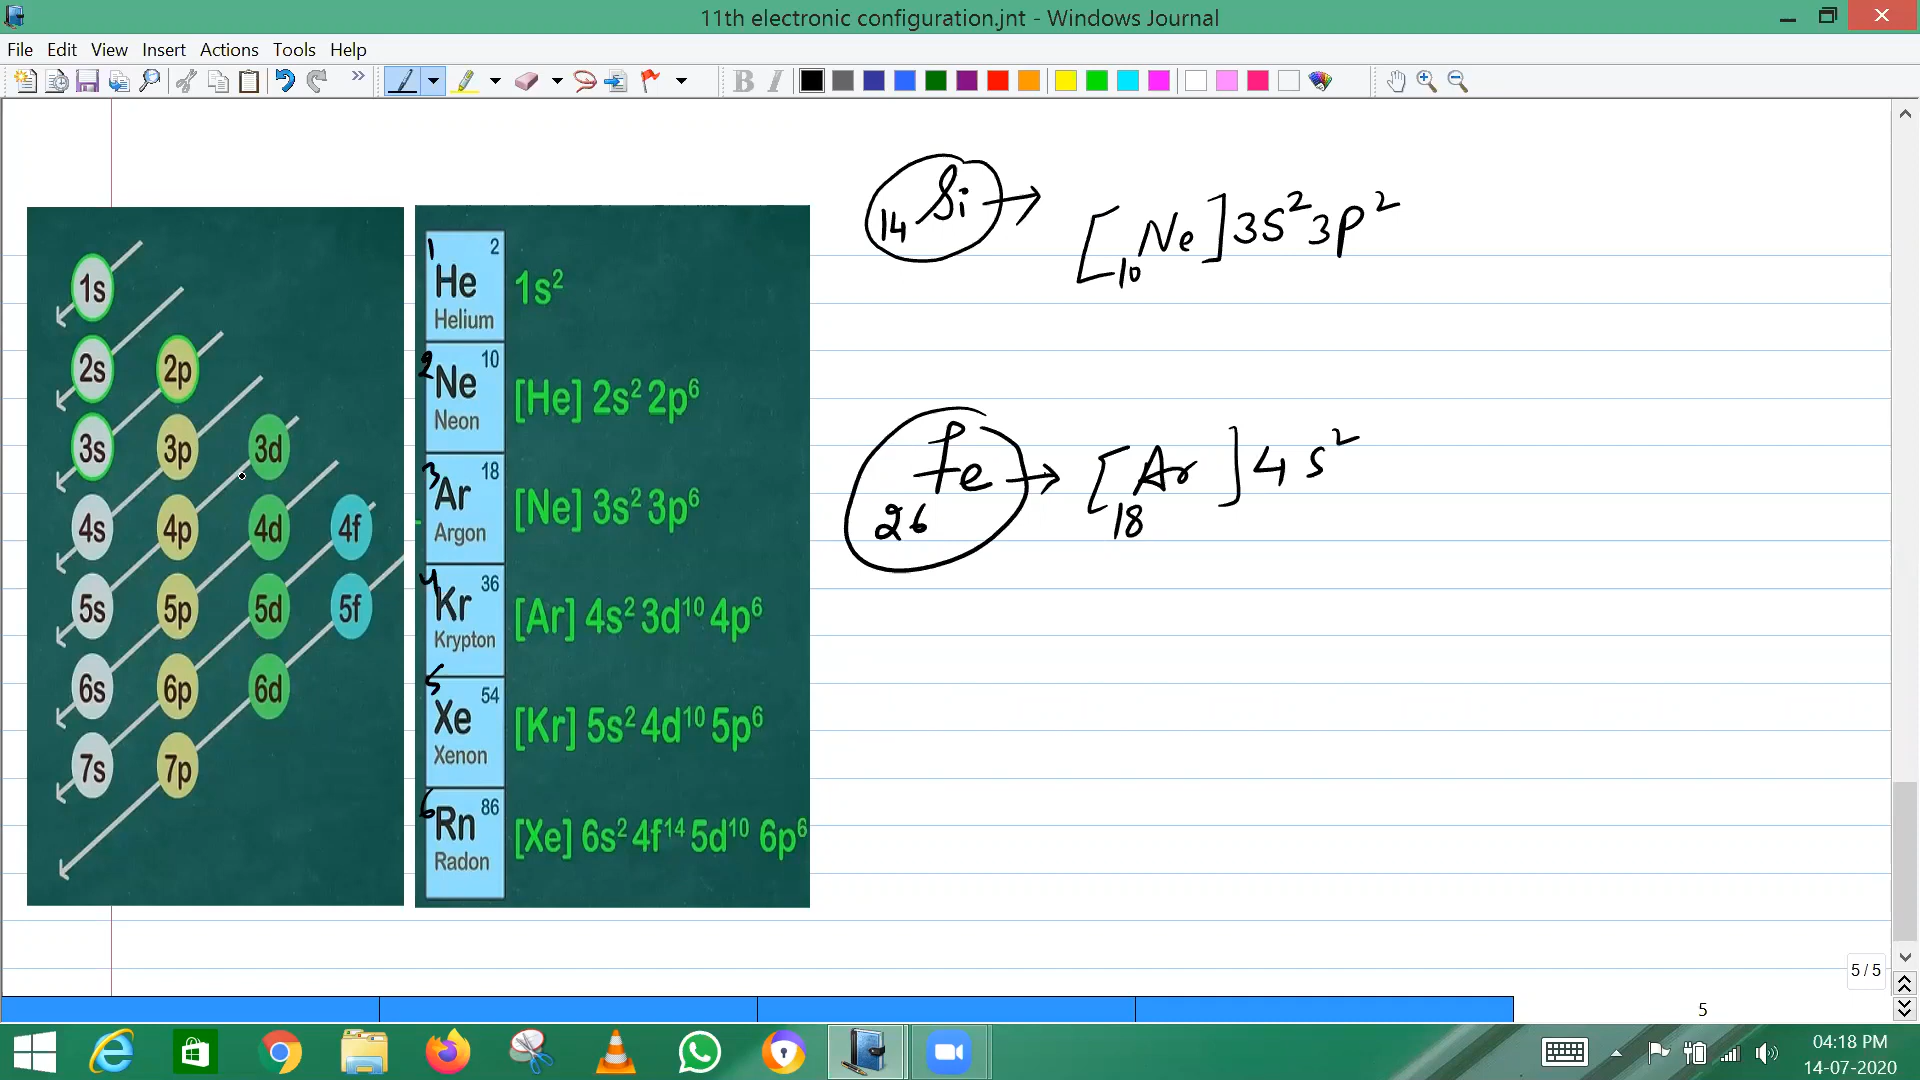 11th electronic configuration.jnt - Windows Journal
File Edit View Insert Actions Tools Help
B I
1s
2s 2p
3s 3p 3d
4s 4p 4d 4f
5s 5p 5d 5f
6s 6p 6d
7s 7p
1 He 2
Helium
1s²
2 Ne 10
Neon
[He] 2s² 2p⁶
3 Ar 18
Argon
[Ne] 3s² 3p⁶
4 Kr 36
Krypton
[Ar] 4s² 3d¹⁰ 4p⁶
5 Xe 54
Xenon
[Kr] 5s² 4d¹⁰ 5p⁶
6 Rn 86
Radon
[Xe] 6s² 4f¹⁴ 5d¹⁰ 6p⁶
₁₄Si → [₁₀Ne] 3s² 3p²
₂₆Fe → [₁₈Ar] 4s²
5 / 5
5
04:18 PM
14-07-2020